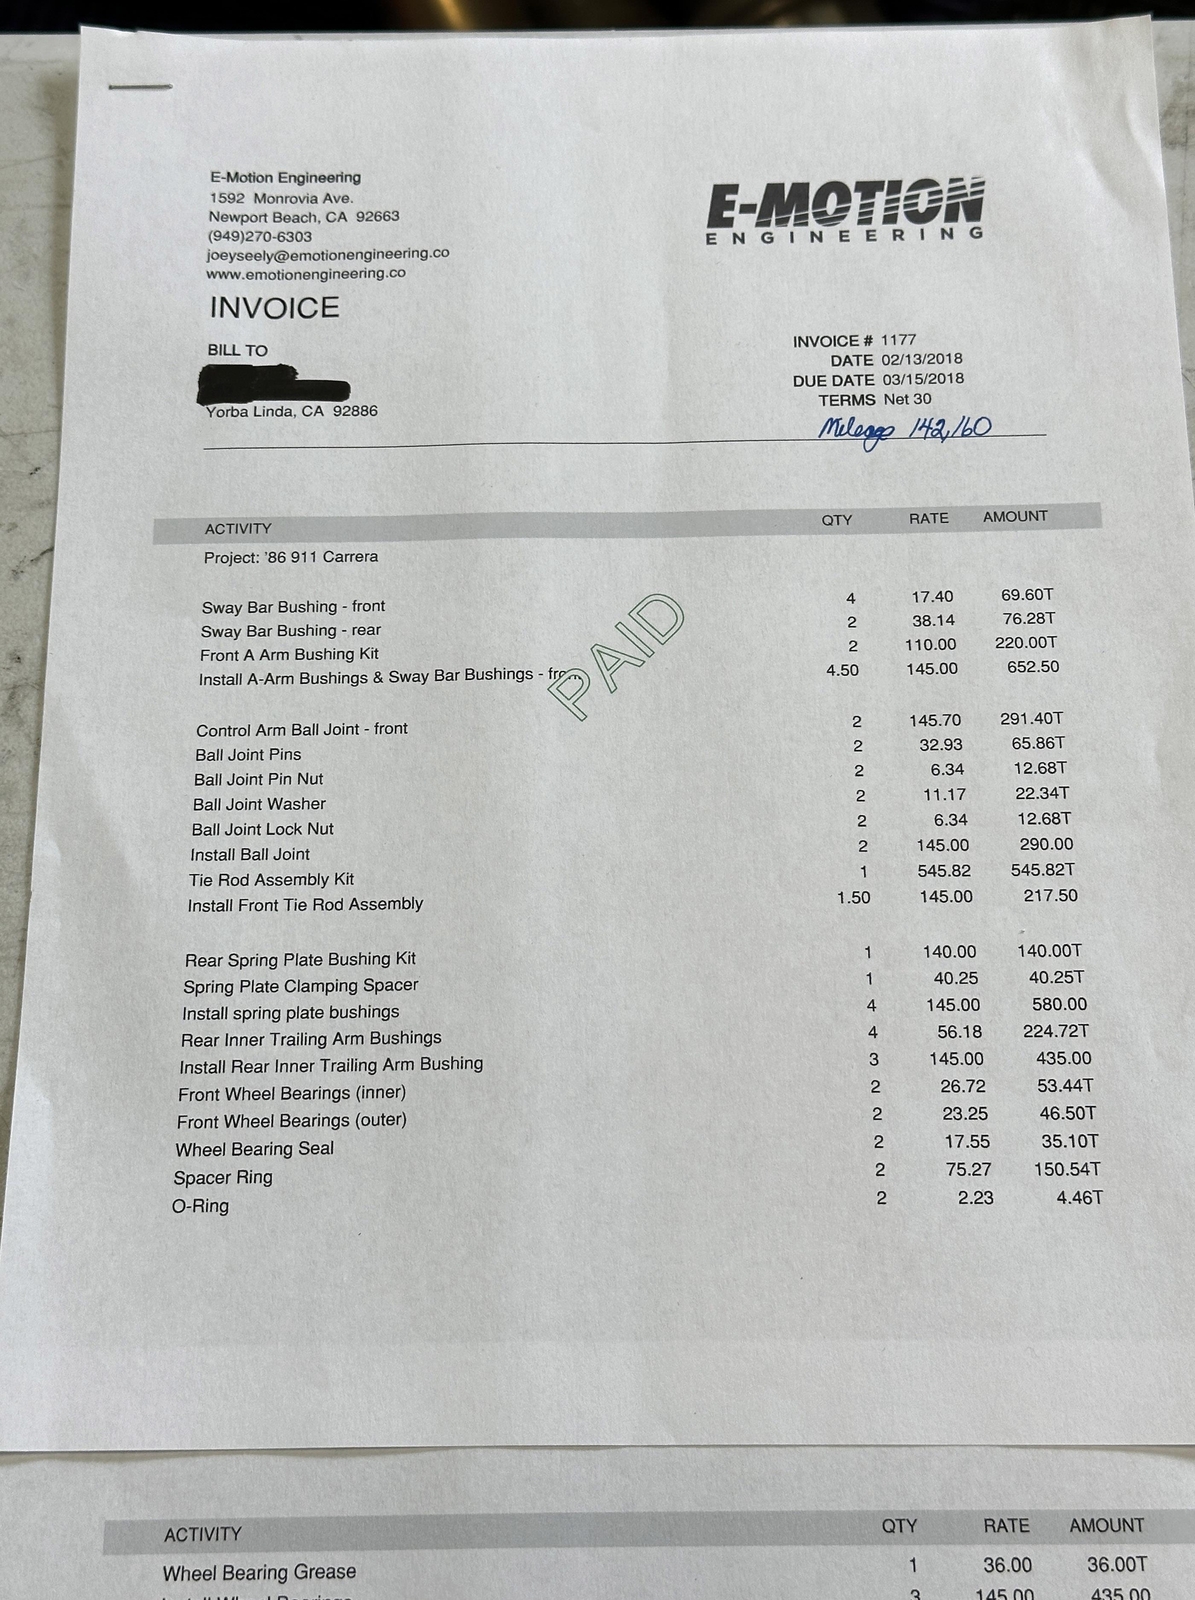 E-Motion Engineering
1592 Monrovia Ave.
Newport Beach, CA 92663
(949)270-6303
joeyseely@emotionengineering.co
www.emotionengineering.co
E-MOTION
ENGINEERING
INVOICE
BILL TO
Yorba Linda, CA 92886
INVOICE # 1177
DATE 02/13/2018
DUE DATE 03/15/2018
TERMS Net 30
Mileage 142,160
ACTIVITY QTY RATE AMOUNT
Project: '86 911 Carrera
Sway Bar Bushing - front 4 17.40 69.60T
Sway Bar Bushing - rear 2 38.14 76.28T
Front A Arm Bushing Kit 2 110.00 220.00T
Install A-Arm Bushings & Sway Bar Bushings - front 4.50 145.00 652.50
PAID
Control Arm Ball Joint - front 2 145.70 291.40T
Ball Joint Pins 2 32.93 65.86T
Ball Joint Pin Nut 2 6.34 12.68T
Ball Joint Washer 2 11.17 22.34T
Ball Joint Lock Nut 2 6.34 12.68T
Install Ball Joint 2 145.00 290.00
Tie Rod Assembly Kit 1 545.82 545.82T
Install Front Tie Rod Assembly 1.50 145.00 217.50
Rear Spring Plate Bushing Kit 1 140.00 140.00T
Spring Plate Clamping Spacer 1 40.25 40.25T
Install spring plate bushings 4 145.00 580.00
Rear Inner Trailing Arm Bushings 4 56.18 224.72T
Install Rear Inner Trailing Arm Bushing 3 145.00 435.00
Front Wheel Bearings (inner) 2 26.72 53.44T
Front Wheel Bearings (outer) 2 23.25 46.50T
Wheel Bearing Seal 2 17.55 35.10T
Spacer Ring 2 75.27 150.54T
O-Ring 2 2.23 4.46T
ACTIVITY QTY RATE AMOUNT
Wheel Bearing Grease 1 36.00 36.00T
Install Wheel Bearings 3 145.00 435.00